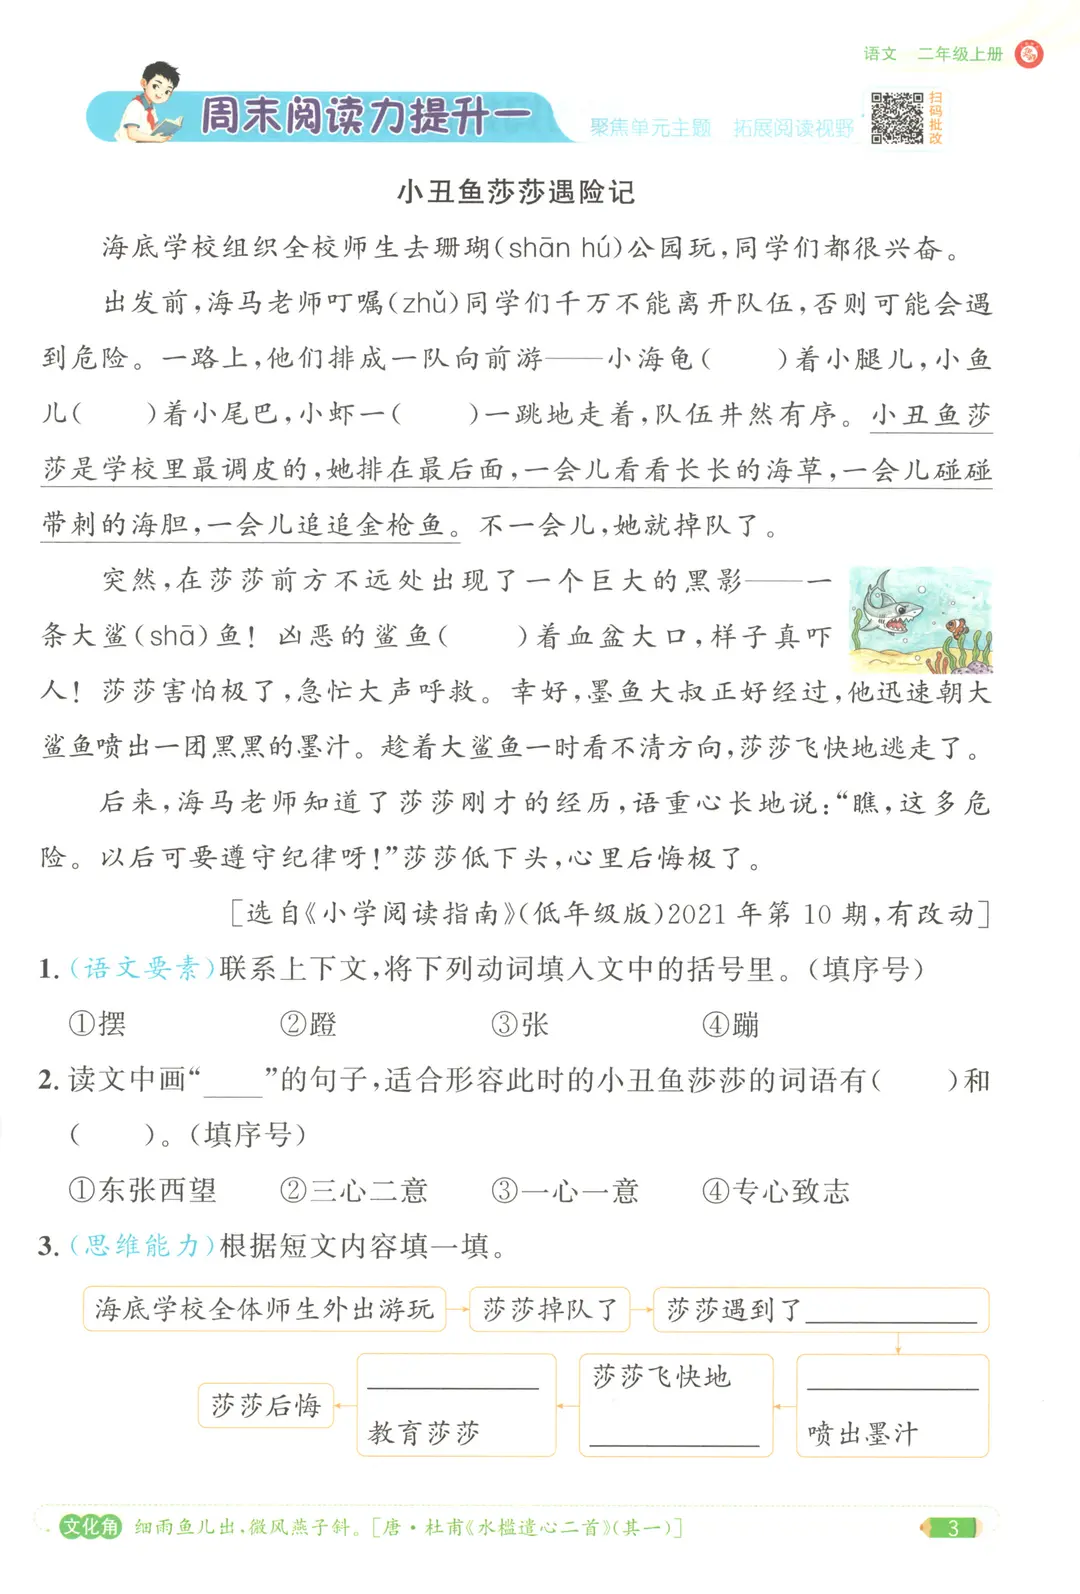 语文 二年级上册
周末阅读力提升一
聚焦单元主题 拓展阅读视野
扫码批改
小丑鱼莎莎遇险记
海底学校组织全校师生去珊瑚(shān hú)公园玩,同学们都很兴奋。
出发前,海马老师叮嘱(zhǔ)同学们千万不能离开队伍,否则可能会遇
到危险。一路上,他们排成一队向前游——小海龟(  )着小腿儿,小鱼
儿(  )着小尾巴,小虾一(  )一跳地走着,队伍井然有序。小丑鱼莎
莎是学校里最调皮的,她排在最后面,一会儿看看长长的海草,一会儿碰碰
带刺的海胆,一会儿追追金枪鱼。不一会儿,她就掉队了。
突然,在莎莎前方不远处出现了一个巨大的黑影——一
条大鲨(shā)鱼!凶恶的鲨鱼(  )着血盆大口,样子真吓
人!莎莎害怕极了,急忙大声呼救。幸好,墨鱼大叔正好经过,他迅速朝大
鲨鱼喷出一团黑黑的墨汁。趁着大鲨鱼一时看不清方向,莎莎飞快地逃走了。
后来,海马老师知道了莎莎刚才的经历,语重心长地说:“瞧,这多危
险。以后可要遵守纪律呀!”莎莎低下头,心里后悔极了。
[选自《小学阅读指南》(低年级版)2021年第10期,有改动]
1.(语文要素)联系上下文,将下列动词填入文中的括号里。(填序号)
①摆 ②蹬 ③张 ④蹦
2.读文中画“____”的句子,适合形容此时的小丑鱼莎莎的词语有(  )和
(  )。(填序号)
①东张西望 ②三心二意 ③一心一意 ④专心致志
3.(思维能力)根据短文内容填一填。
海底学校全体师生外出游玩 莎莎掉队了 莎莎遇到了____________
____________
喷出墨汁
莎莎飞快地
____________
____________
教育莎莎
莎莎后悔
文化角 细雨鱼儿出,微风燕子斜。[唐·杜甫《水槛遣心二首》(其一)]
3